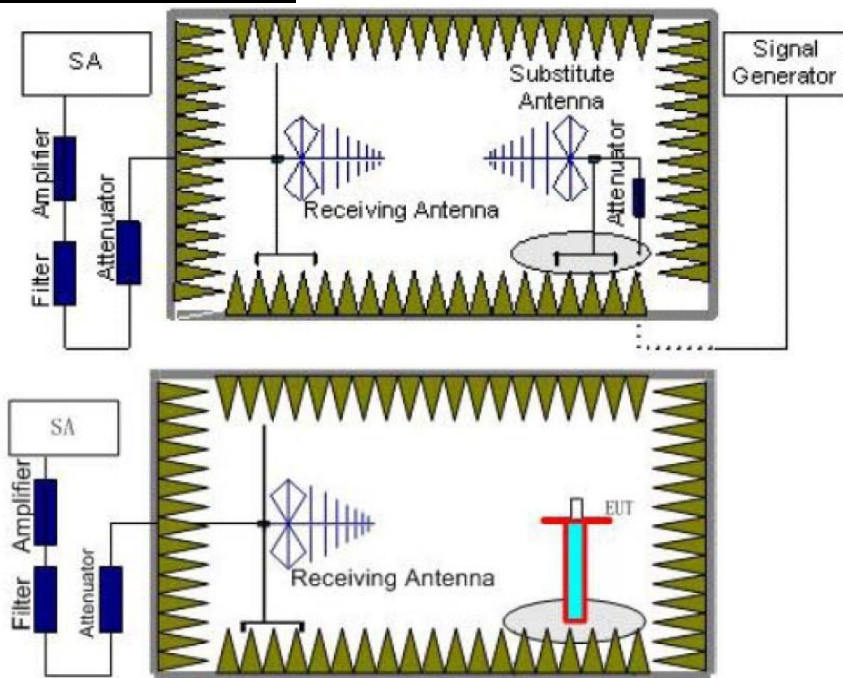 SA
Signal
Generator
Substitute
Antenna
Amplifier
Attenuator
Receiving Antenna
Attenuator
Filter
SA
Amplifier
EUT
Receiving Antenna
Filter
Attenuator